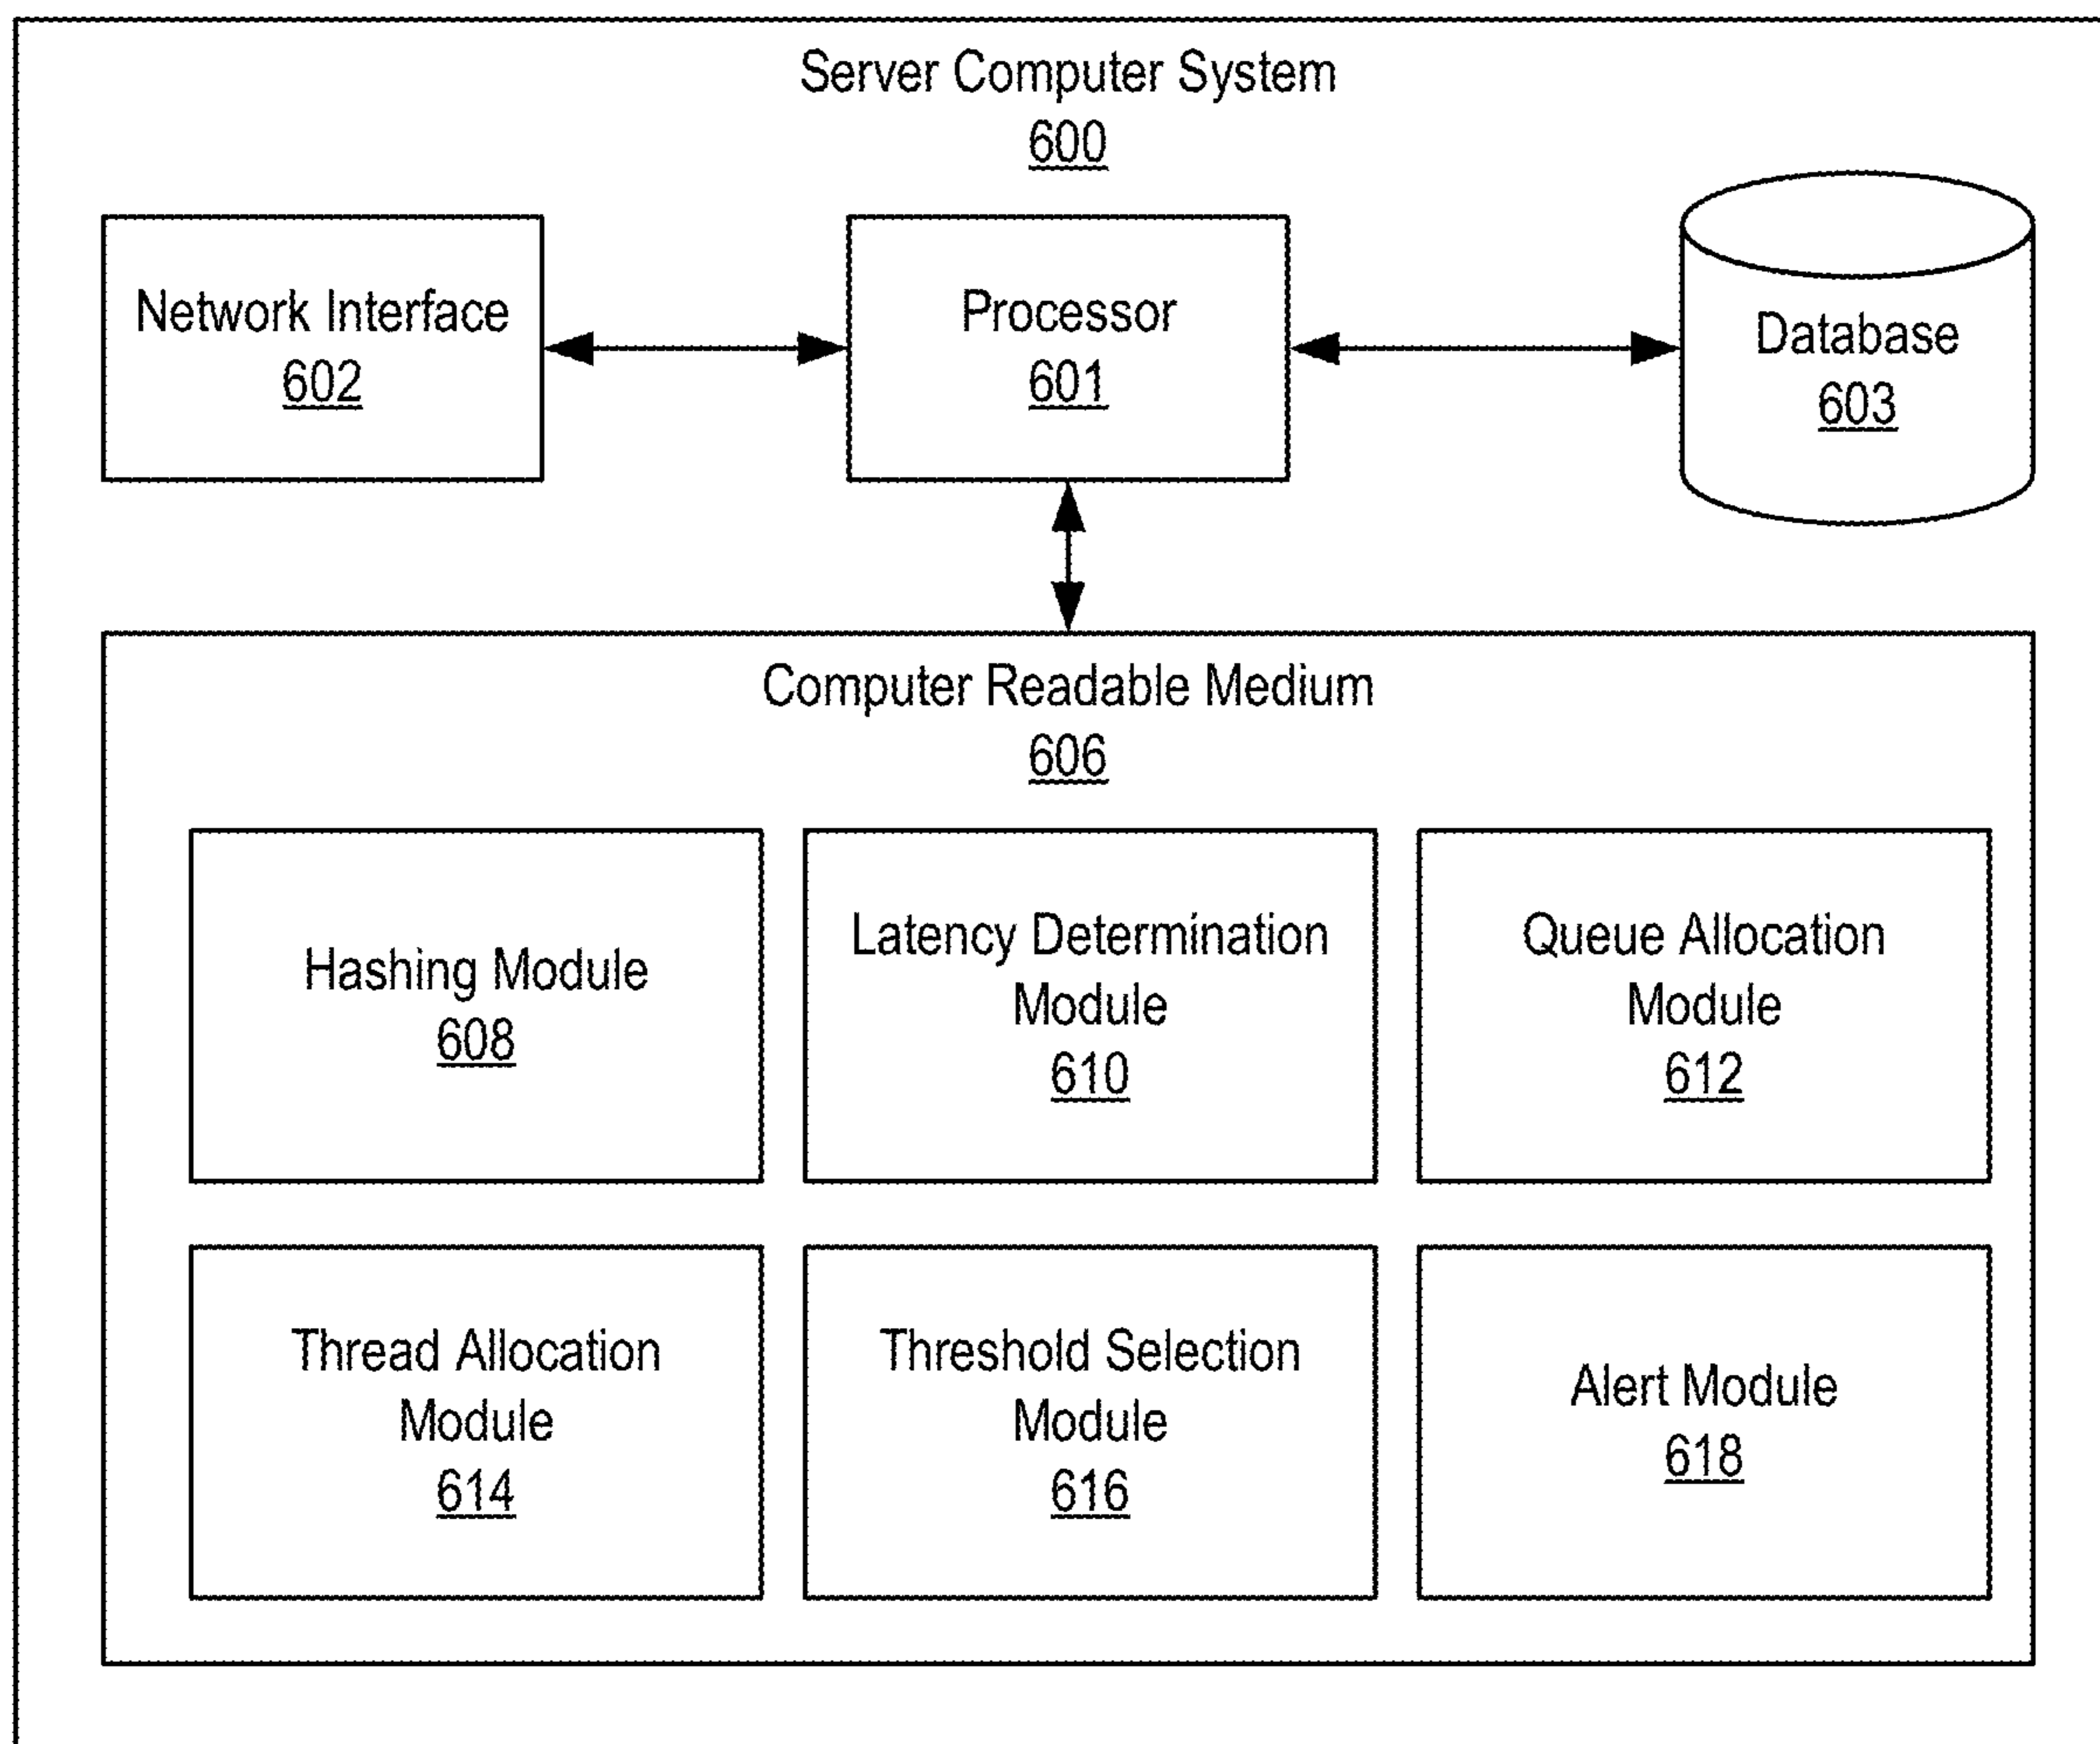 Server Computer System
600
Network Interface
602
Processor
601
Database
603
Computer Readable Medium
606
Hashing Module
608
Latency Determination
Module
610
Queue Allocation
Module
612
Thread Allocation
Module
614
Threshold Selection
Module
616
Alert Module
618